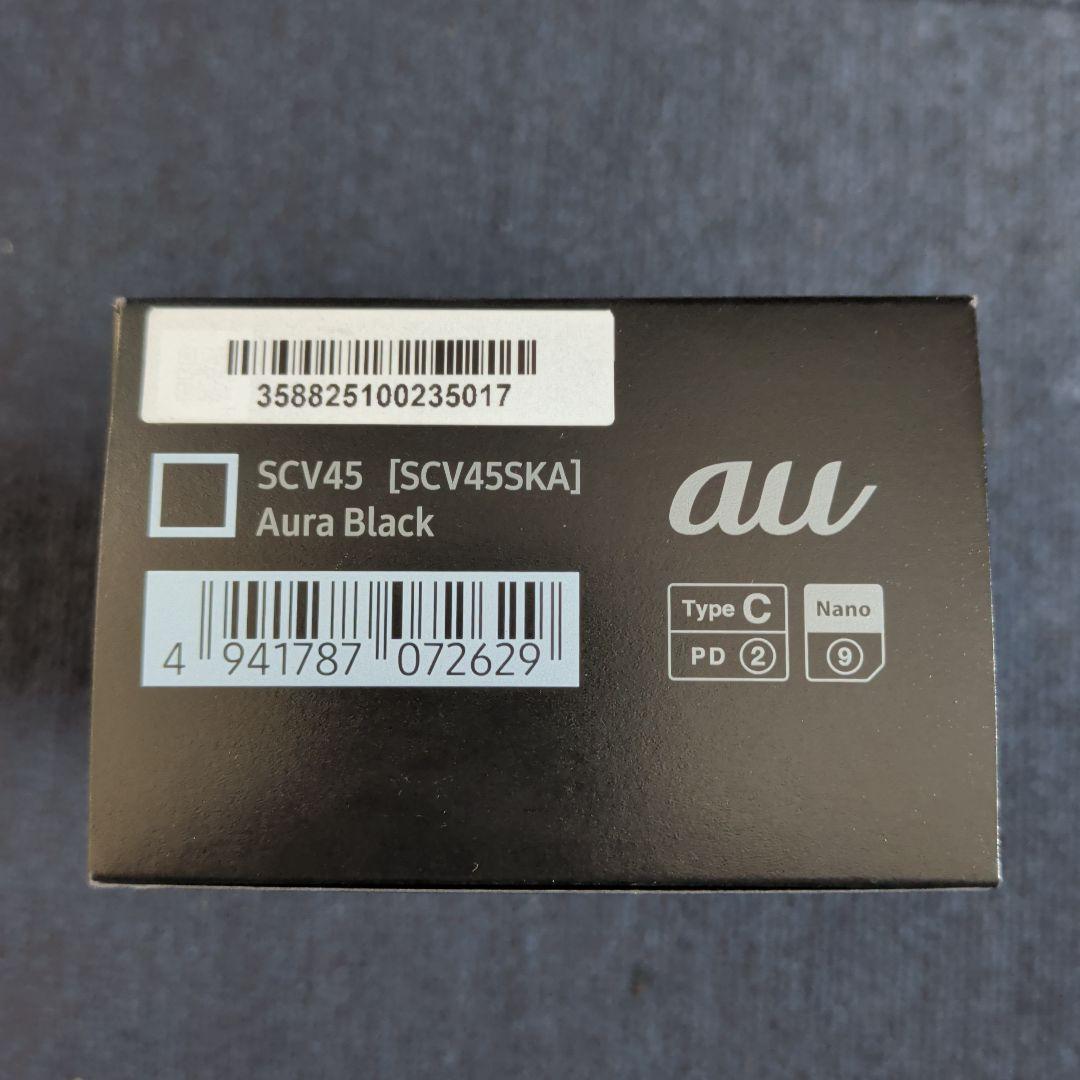 358825100235017
SCV45 [SCV45SKA]
Aura Black
au
4 941787 072629
Type C
PD ②
Nano
⑨